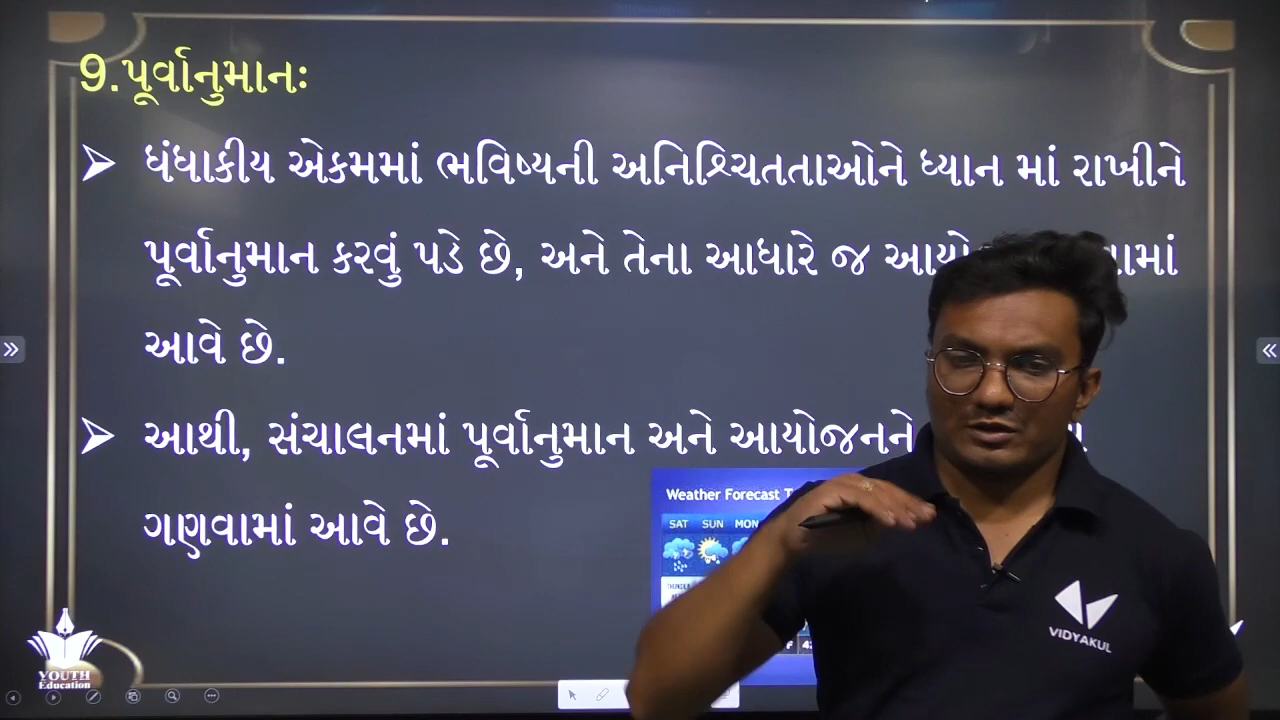 9.પૂર્વાનુમાનઃ
➢ ધંધાકીય એકમમાં ભવિષ્યની અનિશ્ચિતતાઓને ધ્યાન માં રાખીને
પૂર્વાનુમાન કરવું પડે છે, અને તેના આધારે જ
આવે છે.
➢ આથી, સંચાલનમાં પૂર્વાનુમાન અને આયોજનને
ગણવામાં આવે છે.
Weather Forecast
SAT SUN MON
VIDYAKUL
YOUTH
Education